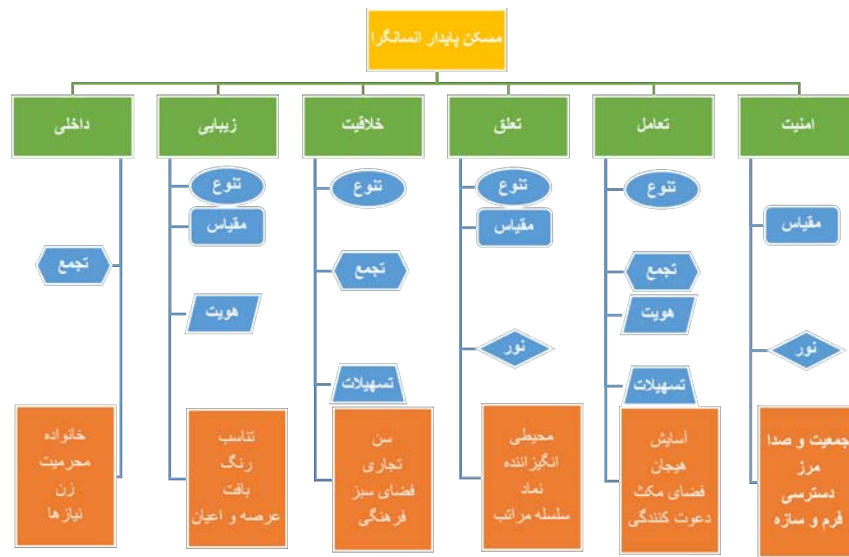 مسکن پایدار انسانگرا
امنیت
تعامل
تعلق
خلاقیت
زیبایی
داخلی
تنوع
تنوع
تنوع
تنوع
مقیاس
مقیاس
مقیاس
تجمع
تجمع
تجمع
هویت
هویت
نور
نور
تسهیلات
تسهیلات
جمعیت و صدا
مرز
دسترسی
فرم و سازه
آسایش
هیجان
فضای مکث
دعوت کنندگی
محیطی
انگیزاننده
نماد
سلسله مراتب
سن
تجاری
فضای سبز
فرهنگی
تناسب
رنگ
بافت
عرصه و اعیان
خانواده
محرمیت
زن
نیازها